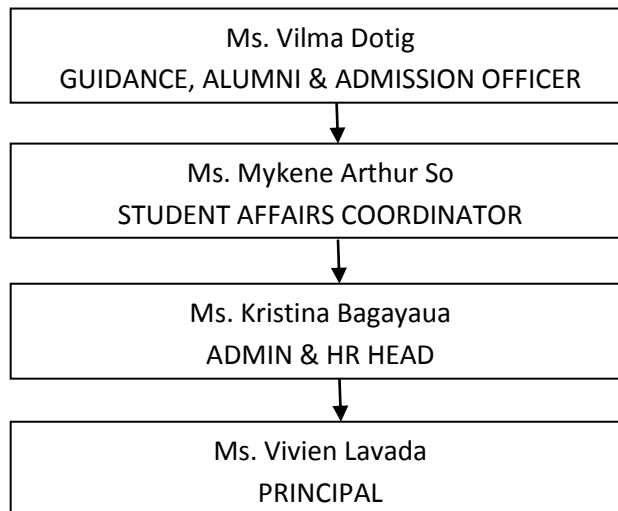 Ms. Vilma Dotig
GUIDANCE, ALUMNI & ADMISSION OFFICER
Ms. Mykene Arthur So
STUDENT AFFAIRS COORDINATOR
Ms. Kristina Bagayaua
ADMIN & HR HEAD
Ms. Vivien Lavada
PRINCIPAL